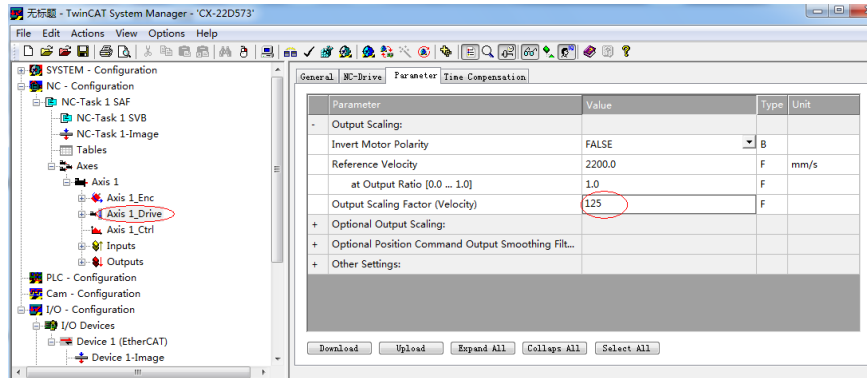 无标题 - TwinCAT System Manager - 'CX-22D573'
File Edit Actions View Options Help
SYSTEM - Configuration
NC - Configuration
NC-Task 1 SAF
NC-Task 1 SVB
NC-Task 1-Image
Tables
Axes
Axis 1
Axis 1_Enc
Axis 1_Drive
Axis 1_Ctrl
Inputs
Outputs
PLC - Configuration
Cam - Configuration
I/O - Configuration
I/O Devices
Device 1 (EtherCAT)
Device 1-Image
General NC-Drive Parameter Time Compensation
Parameter Value Type Unit
- Output Scaling:
Invert Motor Polarity FALSE B
Reference Velocity 2200.0 F mm/s
at Output Ratio [0.0 ... 1.0] 1.0 F
Output Scaling Factor (Velocity) 125 F
+ Optional Output Scaling:
+ Optional Position Command Output Smoothing Filt...
+ Other Settings:
Download Upload Expand All Collaps All Select All